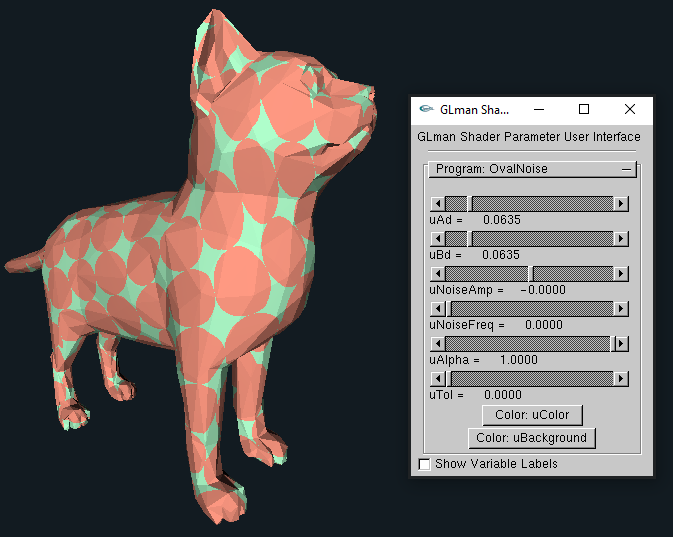 GLman Sha...
GLman Shader Parameter User Interface
Program: OvalNoise
uAd = 0.0635
uBd = 0.0635
uNoiseAmp = -0.0000
uNoiseFreq = 0.0000
uAlpha = 1.0000
uTol = 0.0000
Color: uColor
Color: uBackground
Show Variable Labels